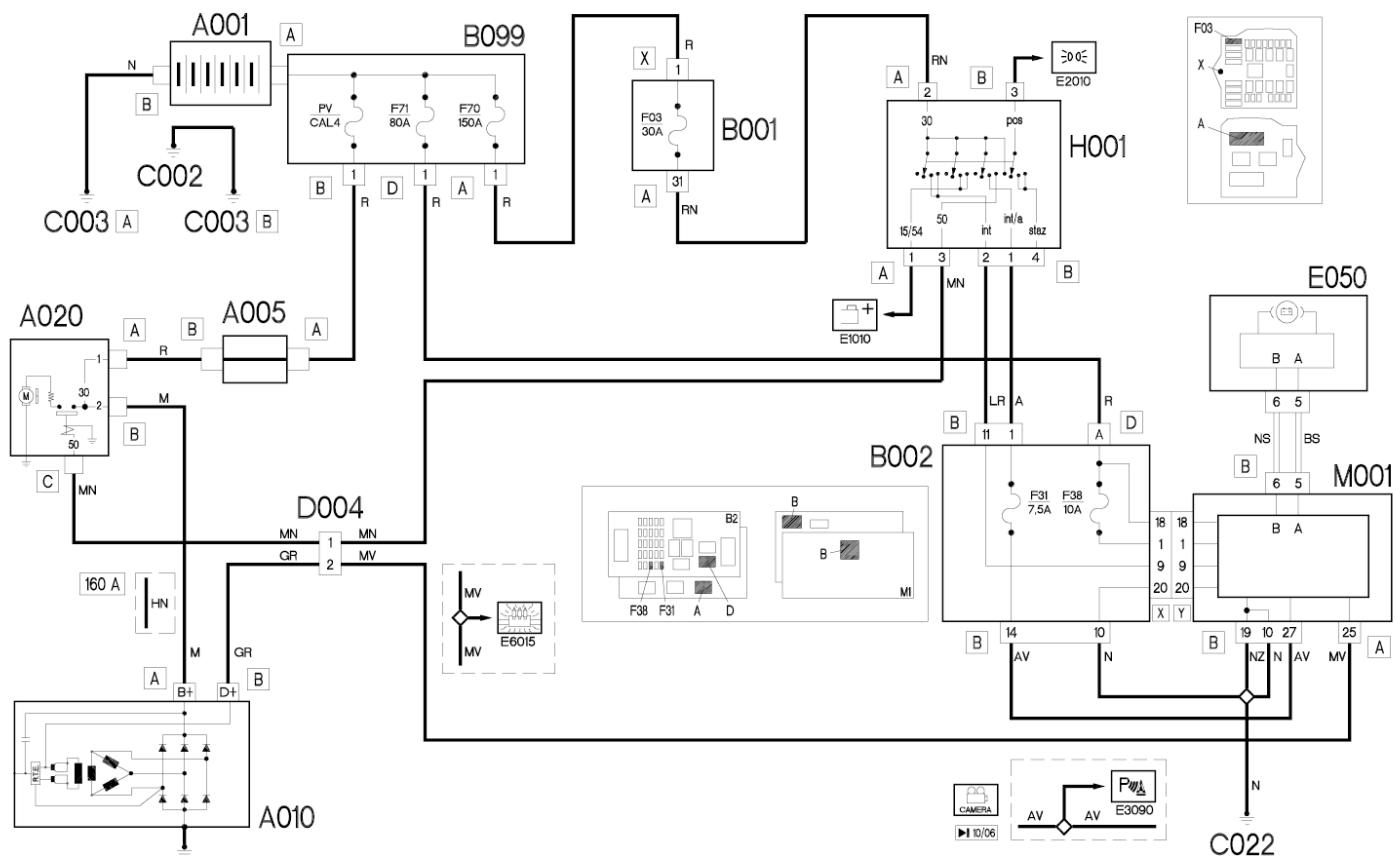 A001
A
B099
N
B
PV
CAL4
F71
80A
F70
150A
C002
C003 A
C003 B
B 1
D 1
A 1
R
R
R
X
R
1
F03
30A
B001
31
A
RN
RN
A
2
B
3
E2010
30
pos
H001
15/54
50
int
int/a
staz
1 3
2 1 4
A
MN
B
+
E1010
F03
X
A
A020
A
B
A005
A
R
1
2
M
30
50
M
B
C
MN
LR A
R
B
11 1
A
D
B002
F31
7,5A
F38
10A
E050
B A
6 5
NS
BS
B
6 5
M001
B A
18 18
1 1
9 9
20 20
X Y
B
14
10
B
19 10 27
25
A
AV
N
NZ N AV
MV
D004
MN
1
MN
GR
2
MV
160 A
HN
M
GR
MV
E6015
MV
B2
F38
F31
A
D
B
B
M1
A
B+
D+
B
R.T.E.
A010
CAMERA
10/06
AV
AV
P
E3090
N
C022